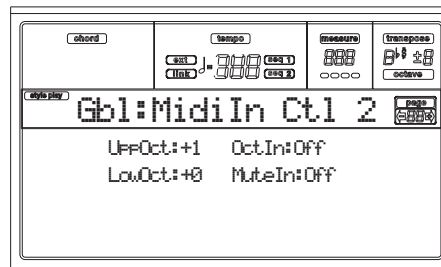 chord tempo measure transpose
ext seq 1
link seq 2
octave
style play page
Gbl:MidiIn Ctl 2
UppOct:+1 OctIn:Off
LowOct:+0 MuteIn:Off